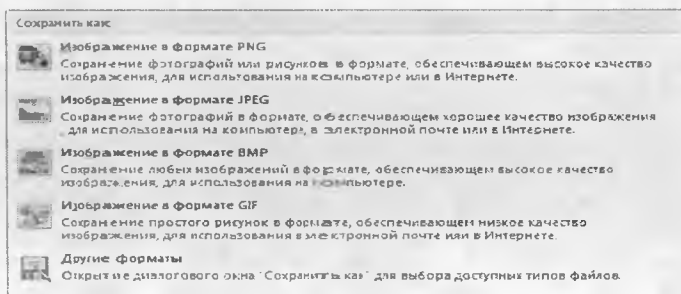 Сохранить как:
Изображение в формате PNG
Сохранение фотографий или рисунков в формате, обеспечивающем высокое качество
изображения, для использования на компьютере или в Интернете.
Изображение в формате JPEG
Сохранение фотографий в формате, обеспечивающем хорошее качество изображения
, для использования на компьютере, в электронной почте или в Интернете.
Изображение в формате BMP
Сохранение любых изображений в формате, обеспечивающем высокое качество
изображения, для использования на компьютере.
Изображение в формате GIF
Сохранение простого рисунок в формате, обеспечивающем низкое качество
изображения, для использования в электронной почте или в Интернете.
Другие форматы
Открытие диалогового окна "Сохранить как" для выбора доступных типов файлов.